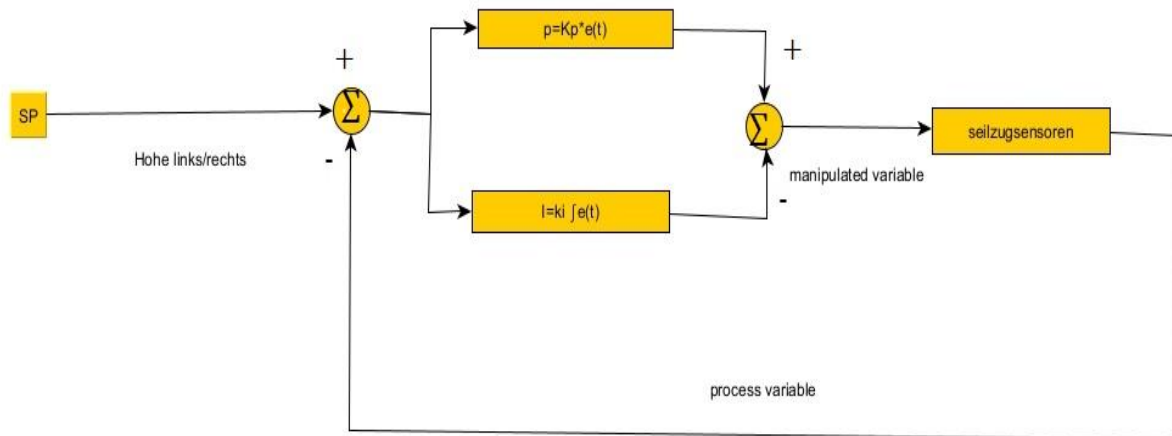 p=Kp*e(t)
+
+
SP
Σ
Σ
seilzugsensoren
Hohe links/rechts
-
manipulated variable
-
I=ki ∫e(t)
process variable
-